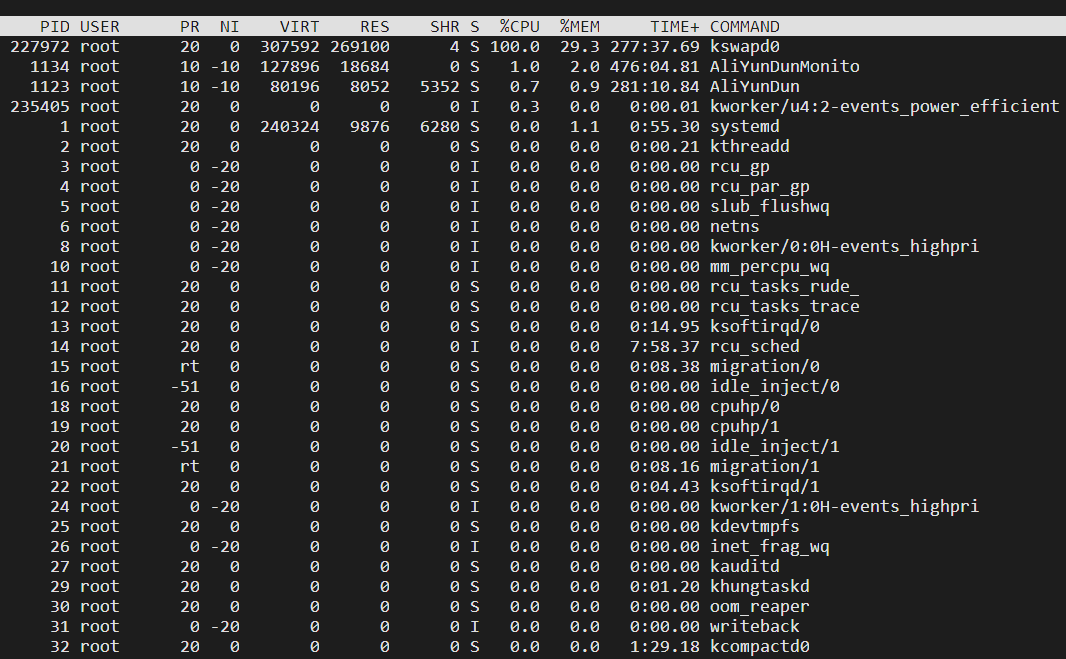 PID USER PR NI VIRT RES SHR S %CPU %MEM TIME+ COMMAND
227972 root 20 0 307592 269100 4 S 100.0 29.3 277:37.69 kswapd0
1134 root 10 -10 127896 18684 0 S 1.0 2.0 476:04.81 AliYunDunMonito
1123 root 10 -10 80196 8052 5352 S 0.7 0.9 281:10.84 AliYunDun
235405 root 20 0 0 0 0 I 0.3 0.0 0:00.01 kworker/u4:2-events_power_efficient
1 root 20 0 240324 9876 6280 S 0.0 1.1 0:55.30 systemd
2 root 20 0 0 0 0 S 0.0 0.0 0:00.21 kthreadd
3 root 0 -20 0 0 0 I 0.0 0.0 0:00.00 rcu_gp
4 root 0 -20 0 0 0 I 0.0 0.0 0:00.00 rcu_par_gp
5 root 0 -20 0 0 0 I 0.0 0.0 0:00.00 slub_flushwq
6 root 0 -20 0 0 0 I 0.0 0.0 0:00.00 netns
8 root 0 -20 0 0 0 I 0.0 0.0 0:00.00 kworker/0:0H-events_highpri
10 root 0 -20 0 0 0 I 0.0 0.0 0:00.00 mm_percpu_wq
11 root 20 0 0 0 0 S 0.0 0.0 0:00.00 rcu_tasks_rude_
12 root 20 0 0 0 0 S 0.0 0.0 0:00.00 rcu_tasks_trace
13 root 20 0 0 0 0 S 0.0 0.0 0:14.95 ksoftirqd/0
14 root 20 0 0 0 0 I 0.0 0.0 7:58.37 rcu_sched
15 root rt 0 0 0 0 S 0.0 0.0 0:08.38 migration/0
16 root -51 0 0 0 0 S 0.0 0.0 0:00.00 idle_inject/0
18 root 20 0 0 0 0 S 0.0 0.0 0:00.00 cpuhp/0
19 root 20 0 0 0 0 S 0.0 0.0 0:00.00 cpuhp/1
20 root -51 0 0 0 0 S 0.0 0.0 0:00.00 idle_inject/1
21 root rt 0 0 0 0 S 0.0 0.0 0:08.16 migration/1
22 root 20 0 0 0 0 S 0.0 0.0 0:04.43 ksoftirqd/1
24 root 0 -20 0 0 0 I 0.0 0.0 0:00.00 kworker/1:0H-events_highpri
25 root 20 0 0 0 0 S 0.0 0.0 0:00.00 kdevtmpfs
26 root 0 -20 0 0 0 I 0.0 0.0 0:00.00 inet_frag_wq
27 root 20 0 0 0 0 S 0.0 0.0 0:00.00 kauditd
29 root 20 0 0 0 0 S 0.0 0.0 0:01.20 khungtaskd
30 root 20 0 0 0 0 S 0.0 0.0 0:00.00 oom_reaper
31 root 0 -20 0 0 0 I 0.0 0.0 0:00.00 writeback
32 root 20 0 0 0 0 S 0.0 0.0 1:29.18 kcompactd0